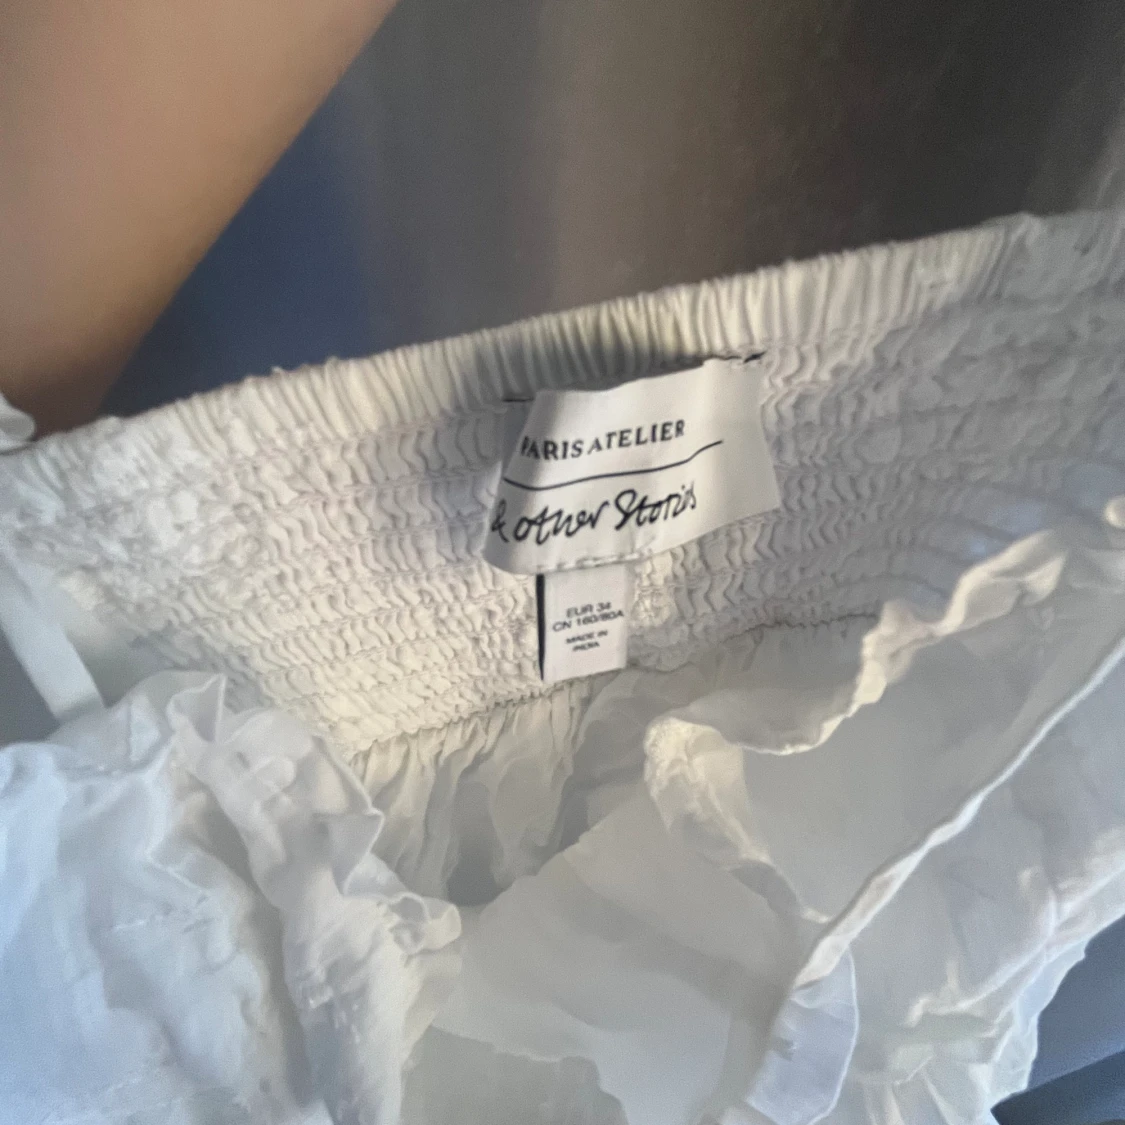 PARIS ATELIER
& other Stories
EUR 34
CN 160/80A
MADE IN
INDIA